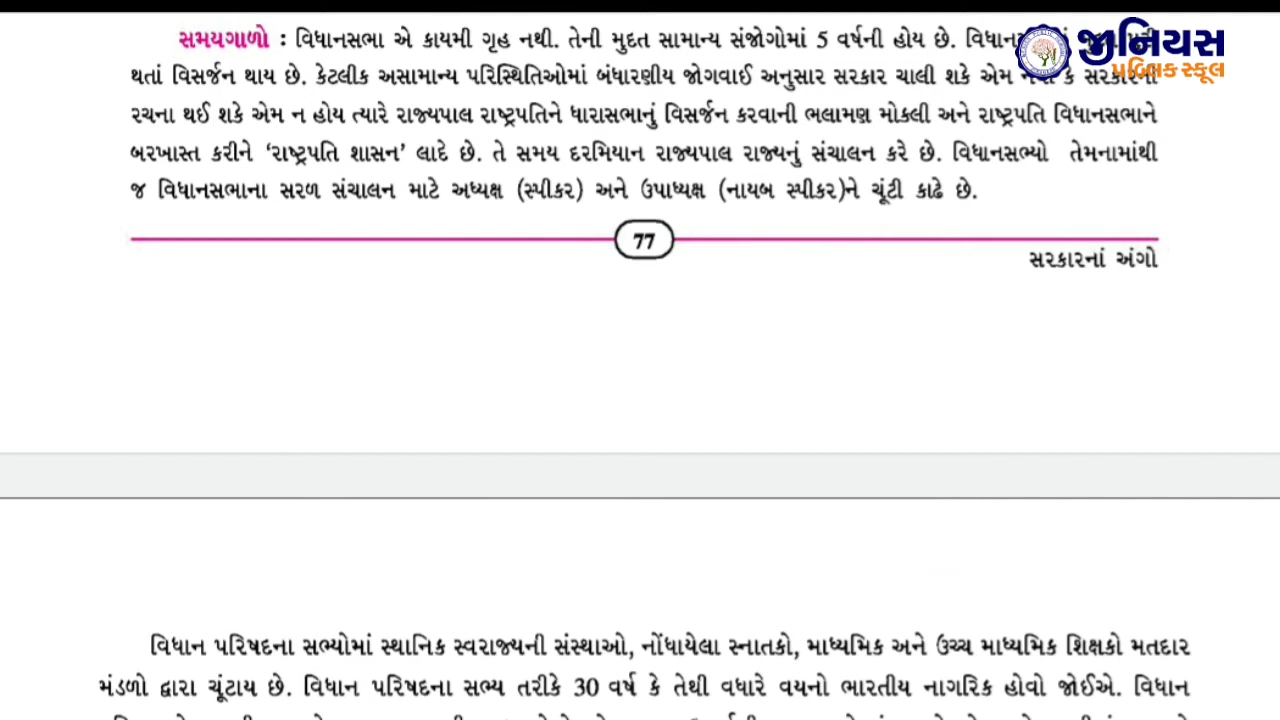 સમયગાળો : વિધાનસભા એ કાયમી ગૃહ નથી. તેની મુદત સામાન્ય સંજોગોમાં 5 વર્ષની હોય છે.
થતાં વિસર્જન થાય છે. કેટલીક અસામાન્ય પરિસ્થિતિઓમાં બંધારણીય જોગવાઈ અનુસાર સરકાર ચાલી શકે એમ કે
રચના થઈ શકે એમ ન હોય ત્યારે રાજ્યપાલ રાષ્ટ્રપતિને ધારાસભાનું વિસર્જન કરવાની ભલામણ મોકલી અને રાષ્ટ્રપતિ વિધાનસભાને
બરખાસ્ત કરીને ‘રાષ્ટ્રપતિ શાસન’ લાદે છે. તે સમય દરમિયાન રાજ્યપાલ રાજ્યનું સંચાલન કરે છે. વિધાનસભ્યો તેમનામાંથી
જ વિધાનસભાના સરળ સંચાલન માટે અધ્યક્ષ (સ્પીકર) અને ઉપાધ્યક્ષ (નાયબ સ્પીકર)ને ચૂંટી કાઢે છે.
જીનિયસ
પબ્લિક સ્કૂલ
77
સરકારનાં અંગો
વિધાન પરિષદના સભ્યોમાં સ્થાનિક સ્વરાજ્યની સંસ્થાઓ, નોંધાયેલા સ્નાતકો, માધ્યમિક અને ઉચ્ચ માધ્યમિક શિક્ષકો મતદાર
મંડળો દ્વારા ચૂંટાય છે. વિધાન પરિષદના સભ્ય તરીકે 30 વર્ષ કે તેથી વધારે વયનો ભારતીય નાગરિક હોવો જોઈએ. વિધાન